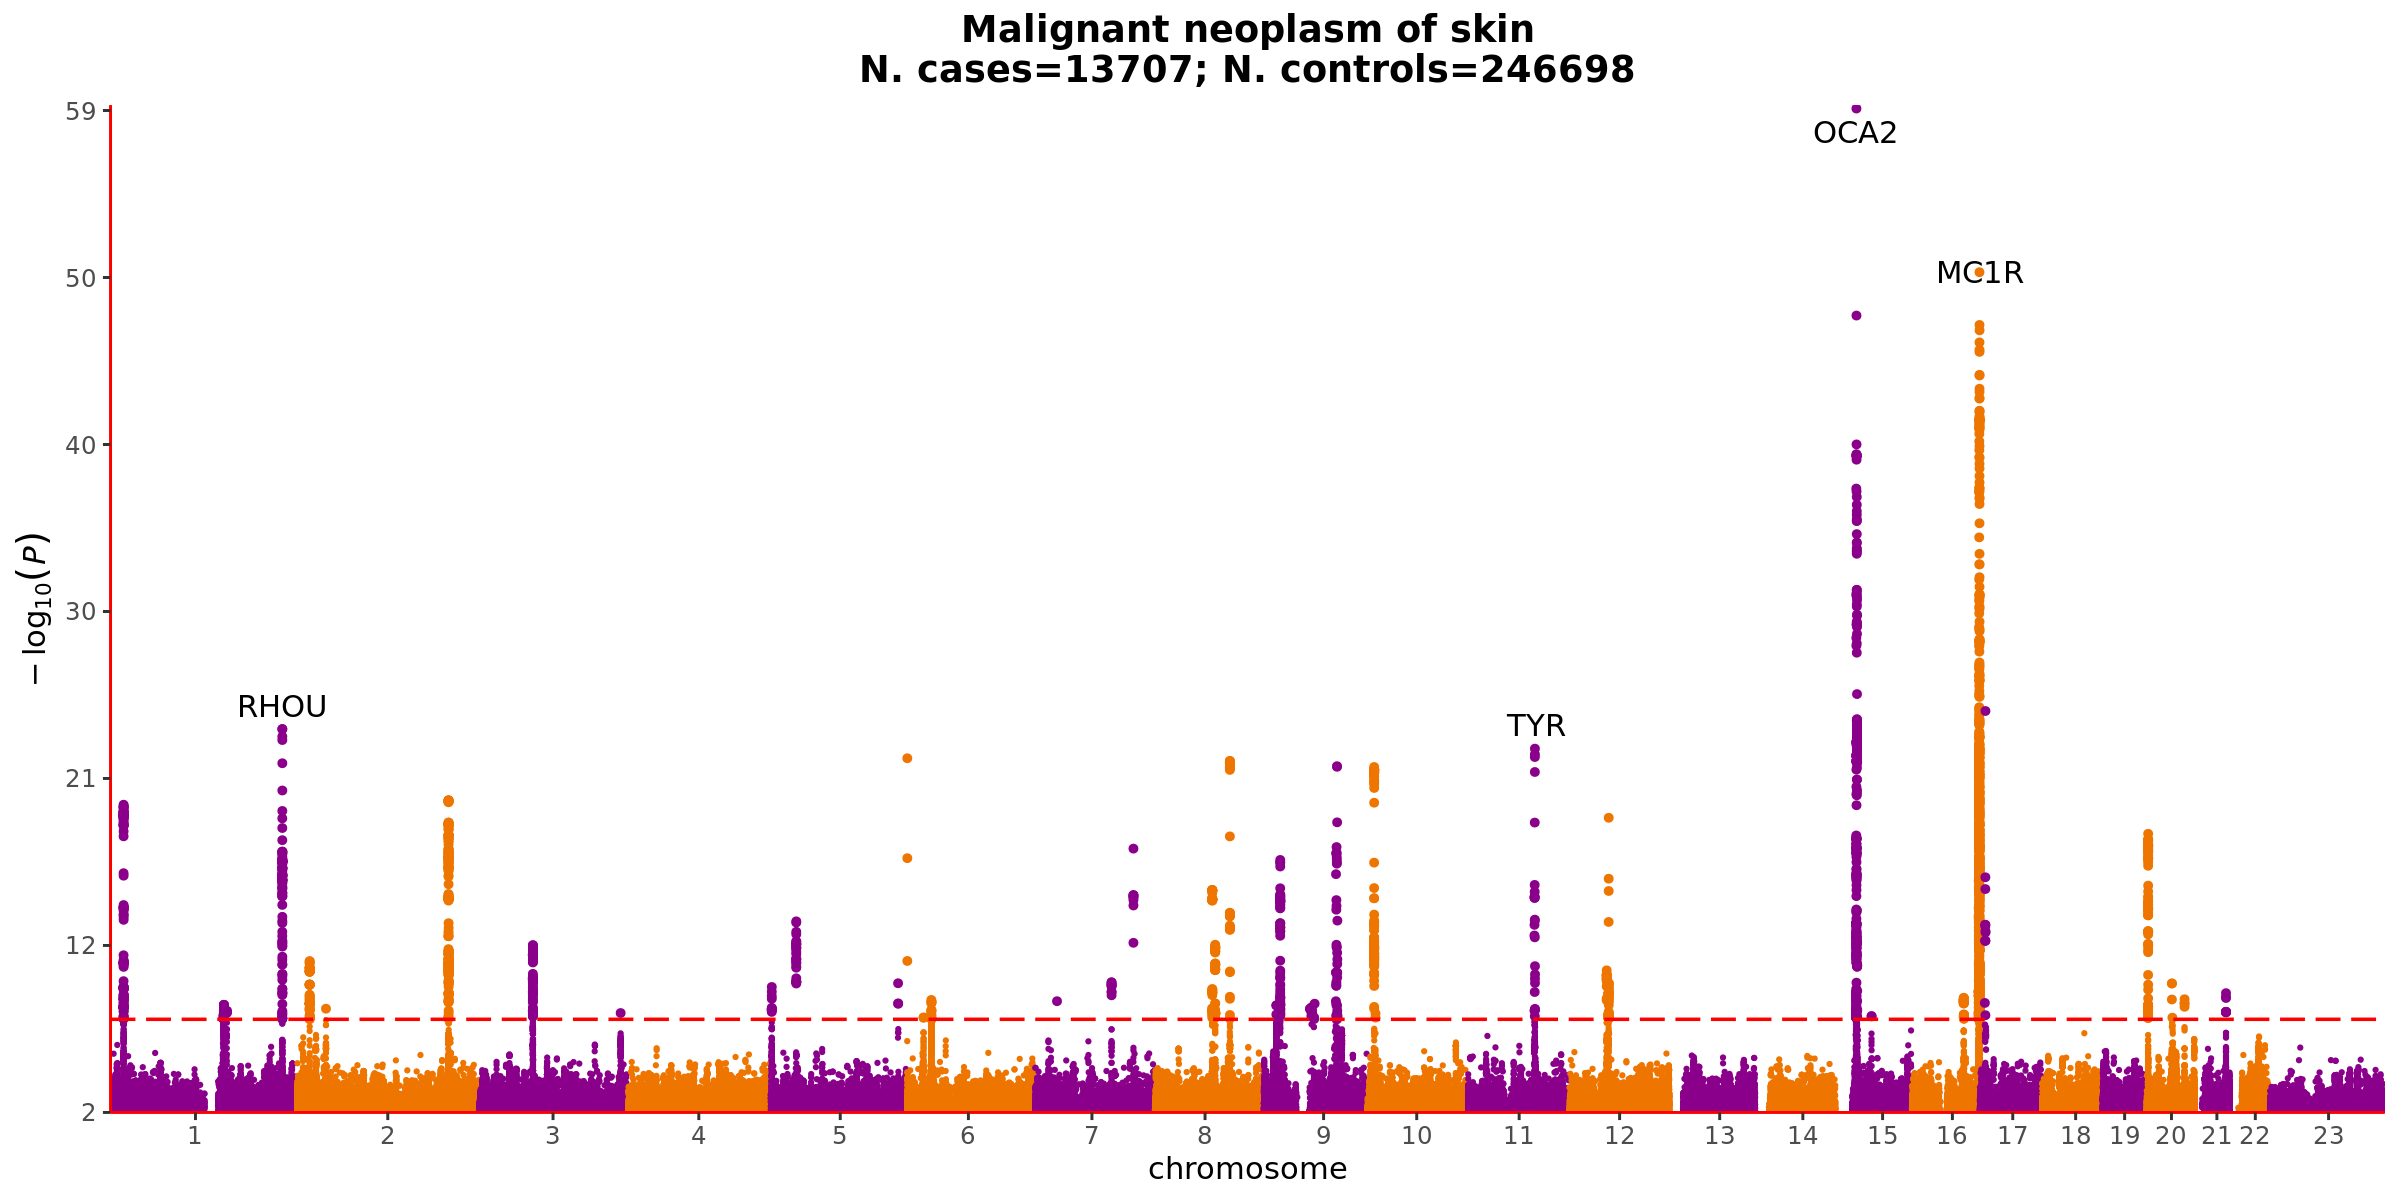 Malignant neoplasm of skin
N. cases=13707; N. controls=246698
59
OCA2
50
MC1R
40
30
RHOU
TYR
21
12
2
−log10(P)
1 2 3 4 5 6 7 8 9 10 11 12 13 14 15 16 17 18 19 20 21 22 23
chromosome